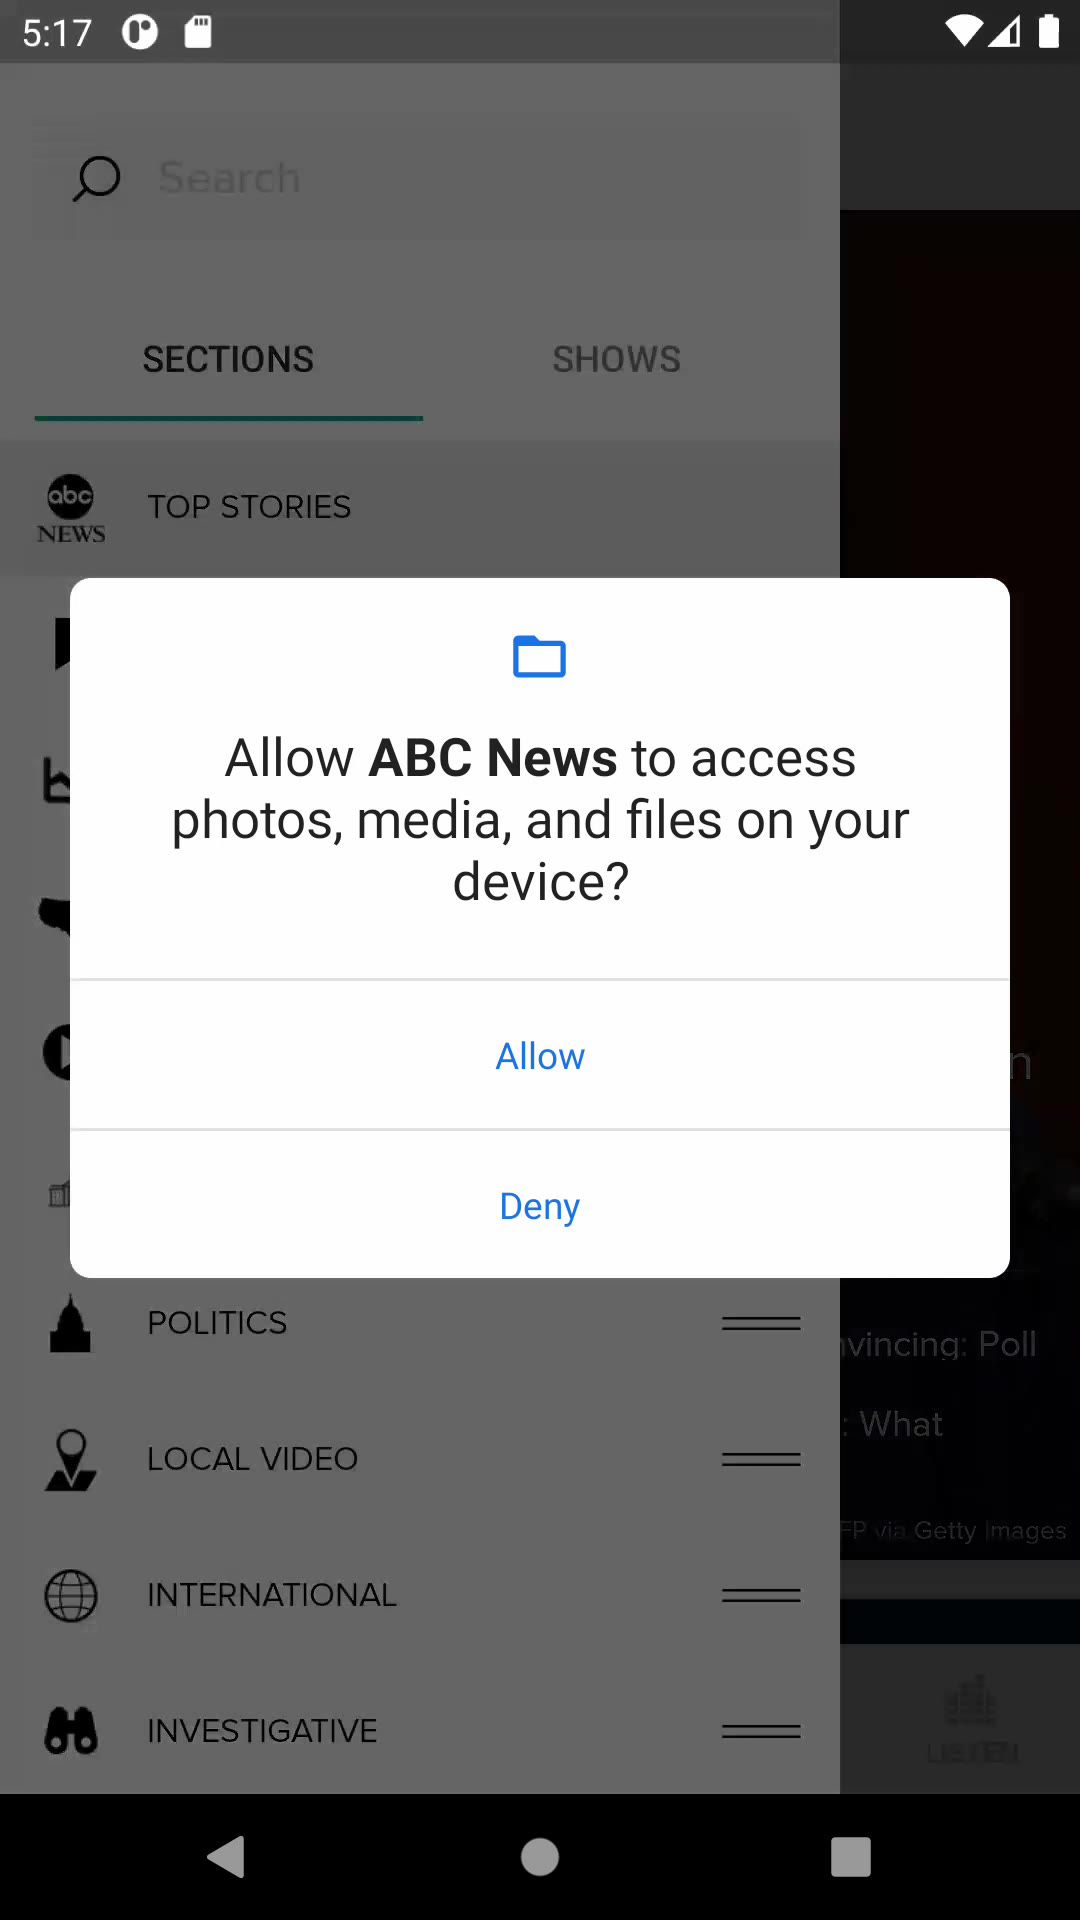 5:17
Search
SECTIONS
SHOWS
abc
NEWS
TOP STORIES
Allow ABC News to access
photos, media, and files on your
device?
Allow
n
Deny
POLITICS
nvincing: Poll
LOCAL VIDEO
: What
FP via Getty Images
INTERNATIONAL
INVESTIGATIVE
LISTEN